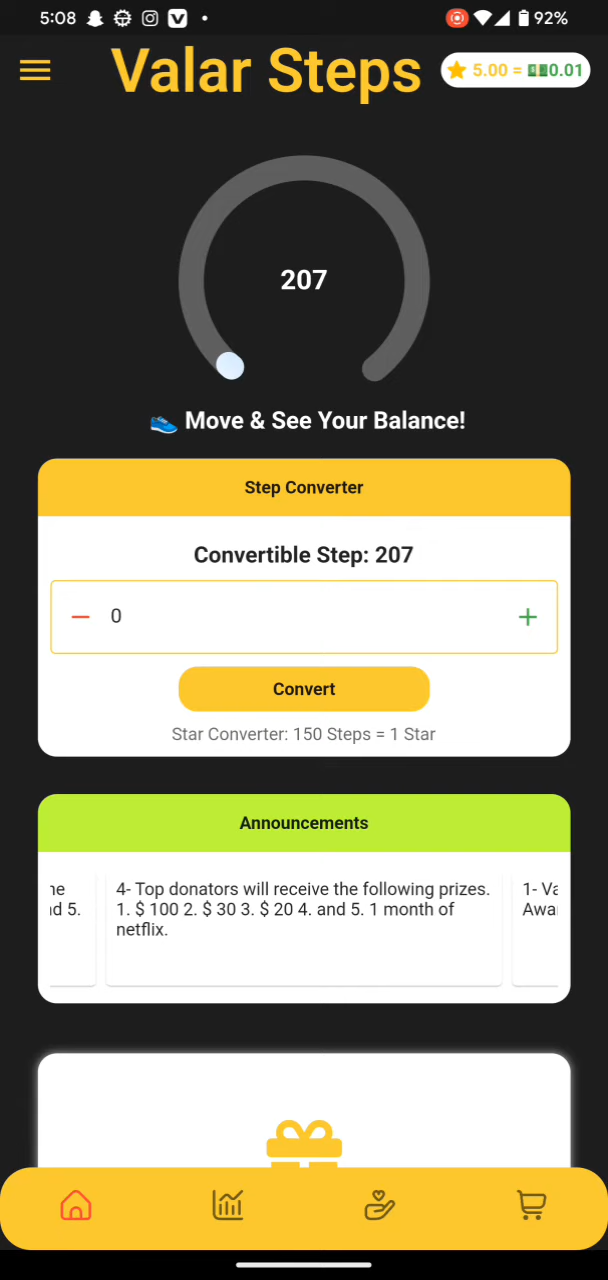 5:08
92%
Valar Steps
5.00 = 0.01
207
Move & See Your Balance!
Step Converter
Convertible Step: 207
0
Convert
Star Converter: 150 Steps = 1 Star
Announcements
4- Top donators will receive the following prizes.
1. $ 100 2. $ 30 3. $ 20 4. and 5. 1 month of
netflix.
1-